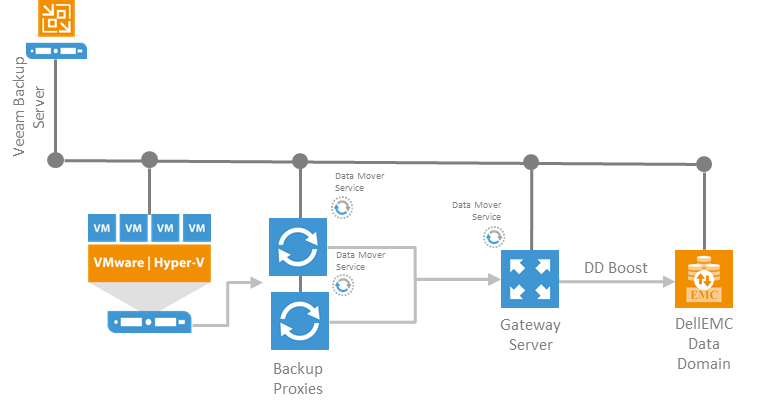 Veeam Backup
Server
Data Mover
Service
Data Mover
Service
VM VM VM VM
VMware | Hyper-V
Data Mover
Service
DD Boost
EMC
Gateway
Server
DellEMC
Data
Domain
Backup
Proxies